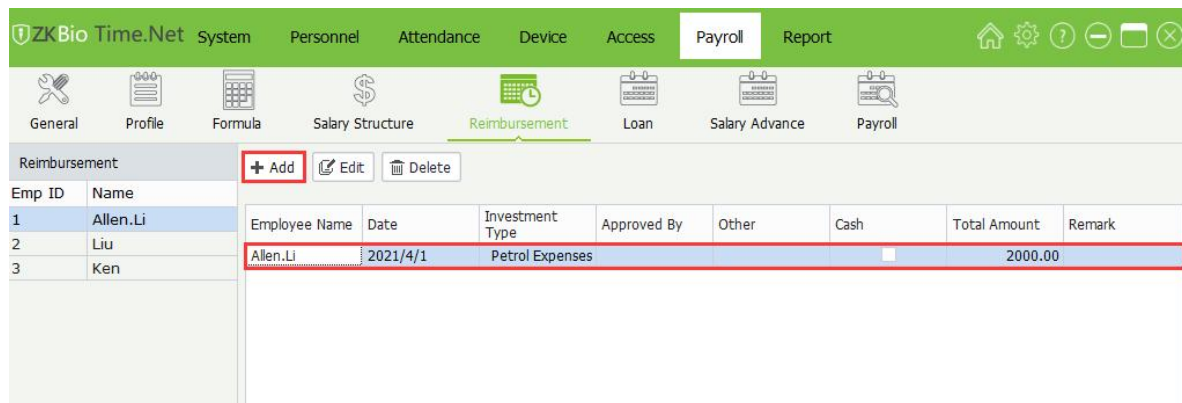 ZKBio Time.Net System Personnel Attendance Device Access Payroll Report
General Profile Formula Salary Structure Reimbursement Loan Salary Advance Payroll
Reimbursement
+ Add Edit Delete
Emp ID Name
1 Allen.Li
2 Liu
3 Ken
Employee Name Date Investment Type Approved By Other Cash Total Amount Remark
Allen.Li 2021/4/1 Petrol Expenses 2000.00